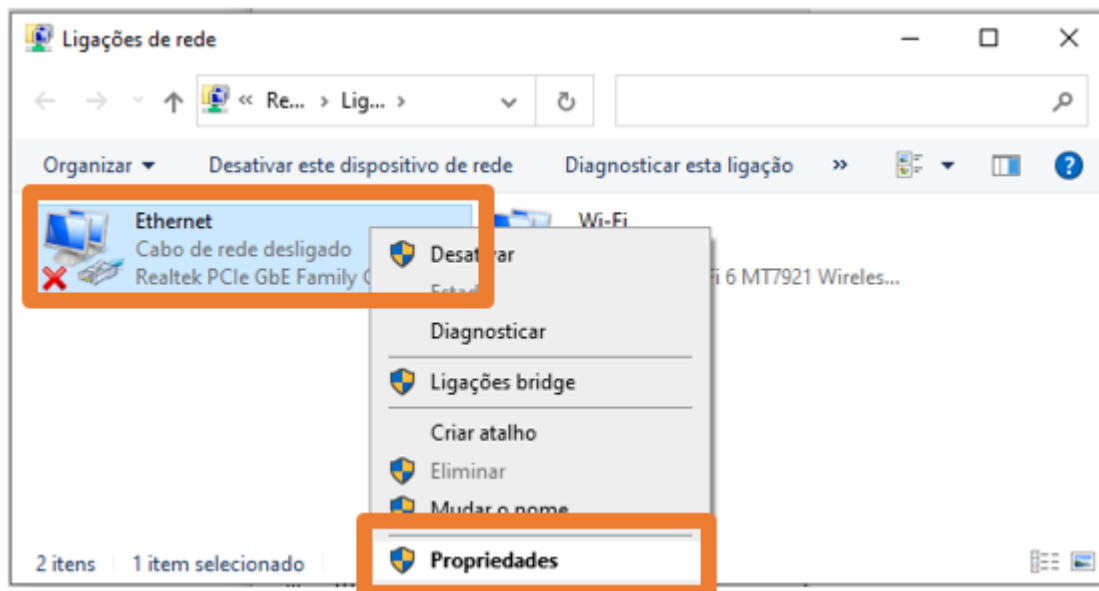 Ligações de rede
« Re... › Lig... ›
Organizar Desativar este dispositivo de rede Diagnosticar esta ligação »
Ethernet
Cabo de rede desligado
Realtek PCIe GbE Family
Wi-Fi
Fi 6 MT7921 Wireles...
Desativar
Diagnosticar
Ligações bridge
Criar atalho
Eliminar
Mudar o nome
Propriedades
2 itens 1 item selecionado